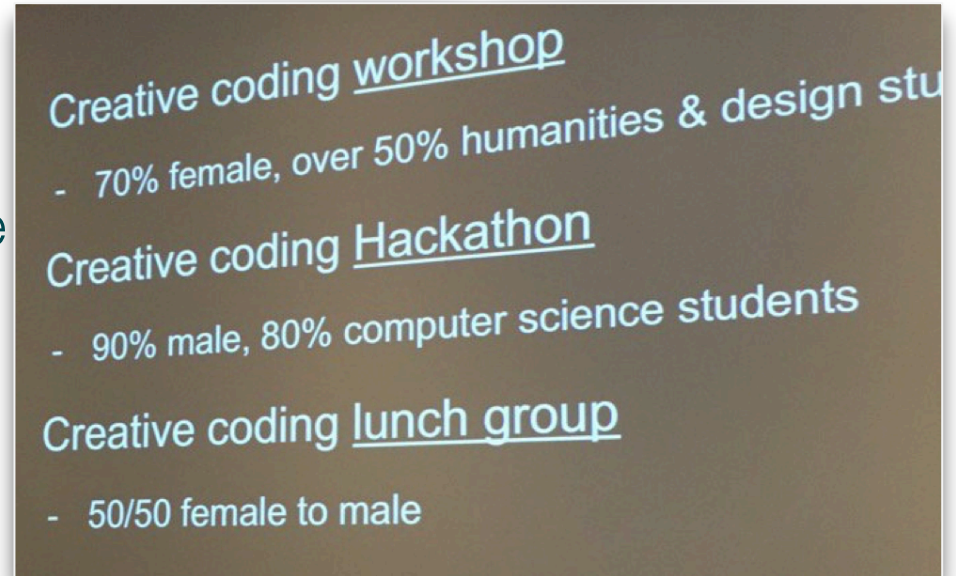 Creative coding workshop
- 70% female, over 50% humanities & design stu
Creative coding Hackathon
- 90% male, 80% computer science students
Creative coding lunch group
- 50/50 female to male